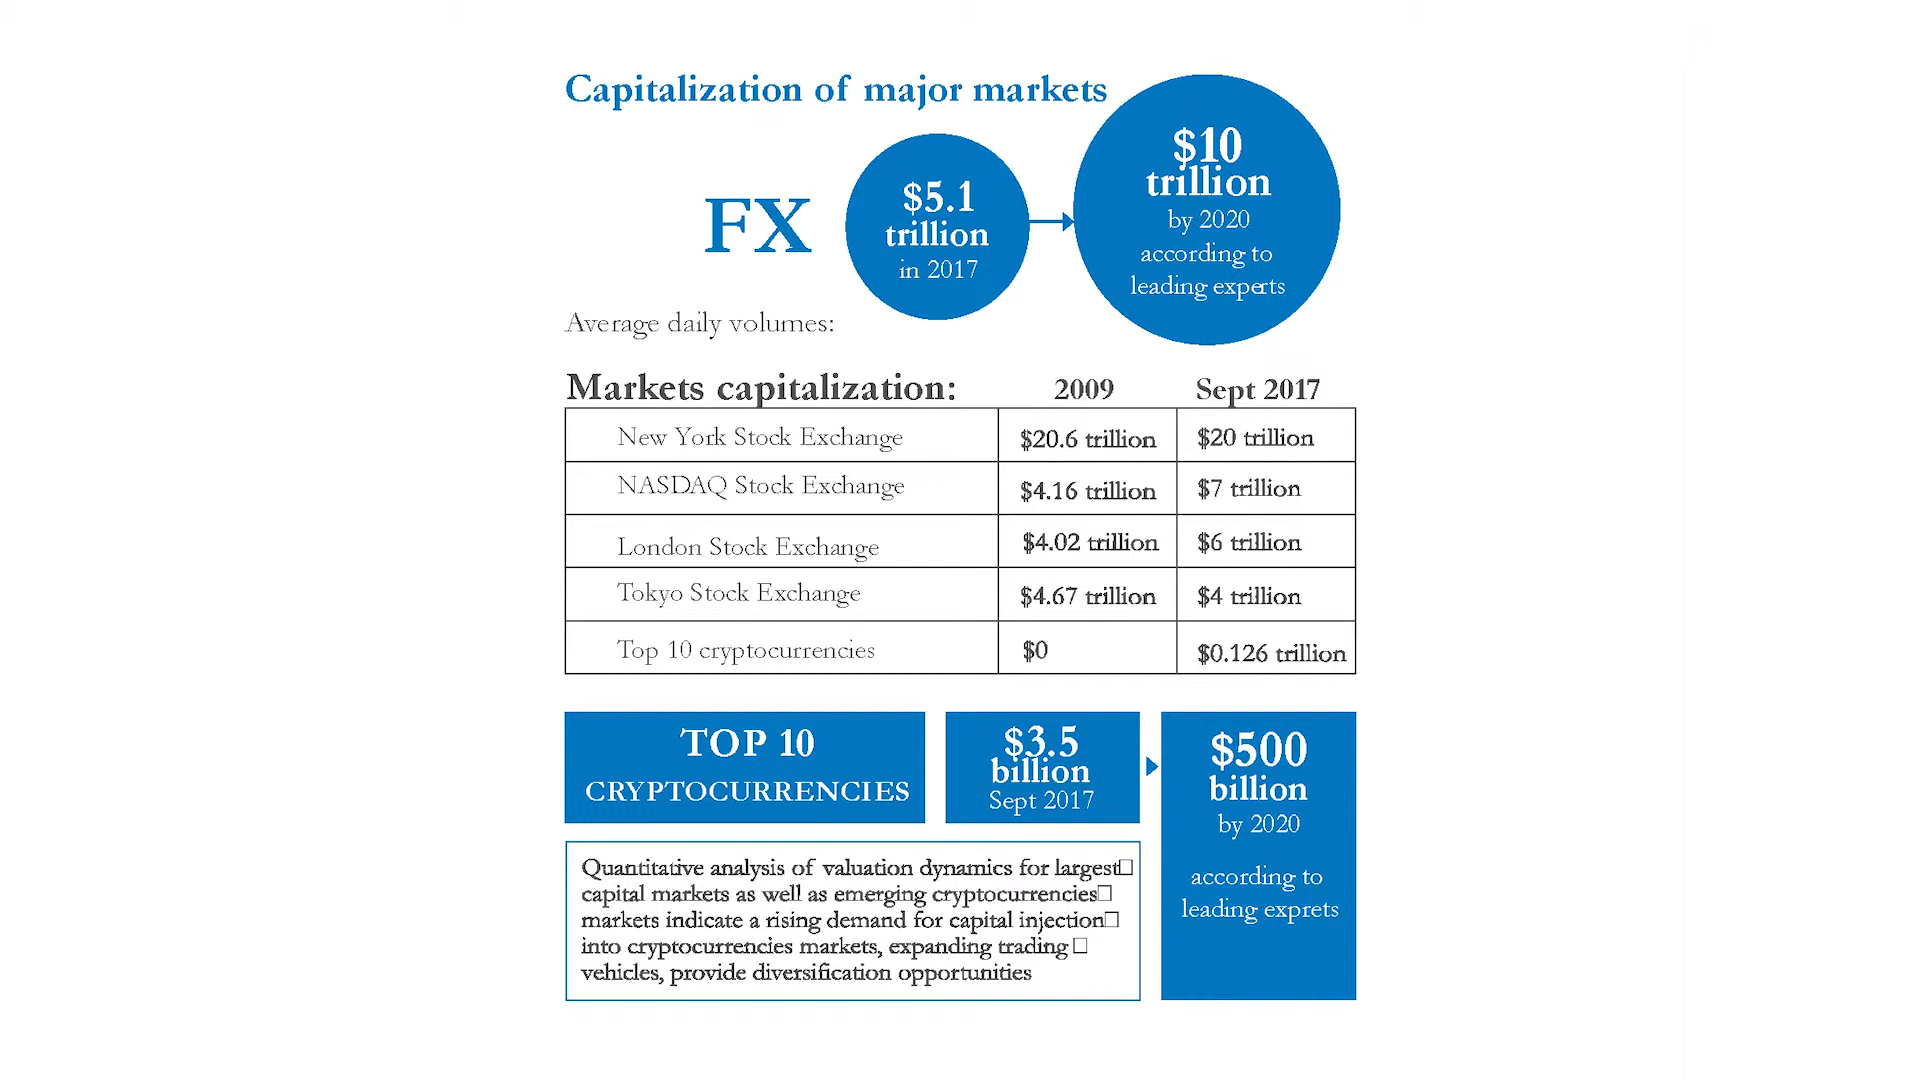 Capitalization of major markets
FX
$5.1
trillion
in 2017
$10
trillion
by 2020
according to
leading experts
Average daily volumes:
Markets capitalization: 2009 Sept 2017
New York Stock Exchange $20.6 trillion $20 trillion
NASDAQ Stock Exchange $4.16 trillion $7 trillion
London Stock Exchange $4.02 trillion $6 trillion
Tokyo Stock Exchange $4.67 trillion $4 trillion
Top 10 cryptocurrencies $0 $0.126 trillion
TOP 10
CRYPTOCURRENCIES
$3.5
billion
Sept 2017
$500
billion
by 2020
according to
leading exprets
Quantitative analysis of valuation dynamics for largest□
capital markets as well as emerging cryptocurrencies□
markets indicate a rising demand for capital injection□
into cryptocurrencies markets, expanding trading □
vehicles, provide diversification opportunities